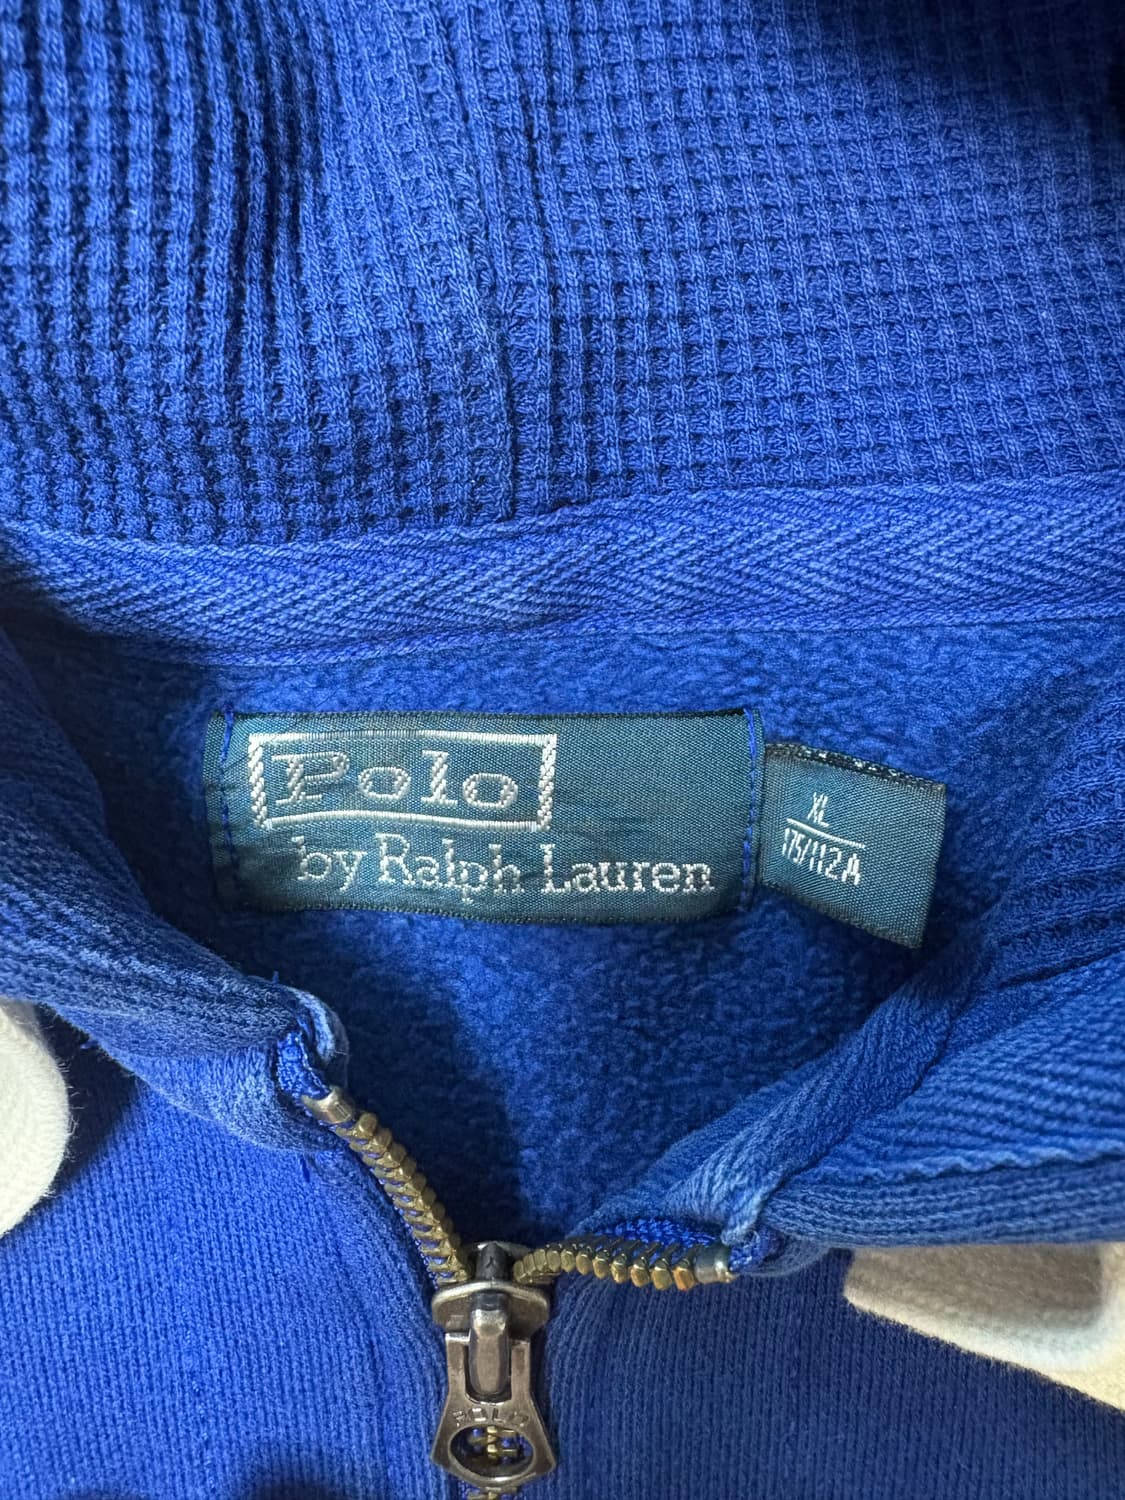 Polo
by Ralph Lauren
XL
175/112A
POLO